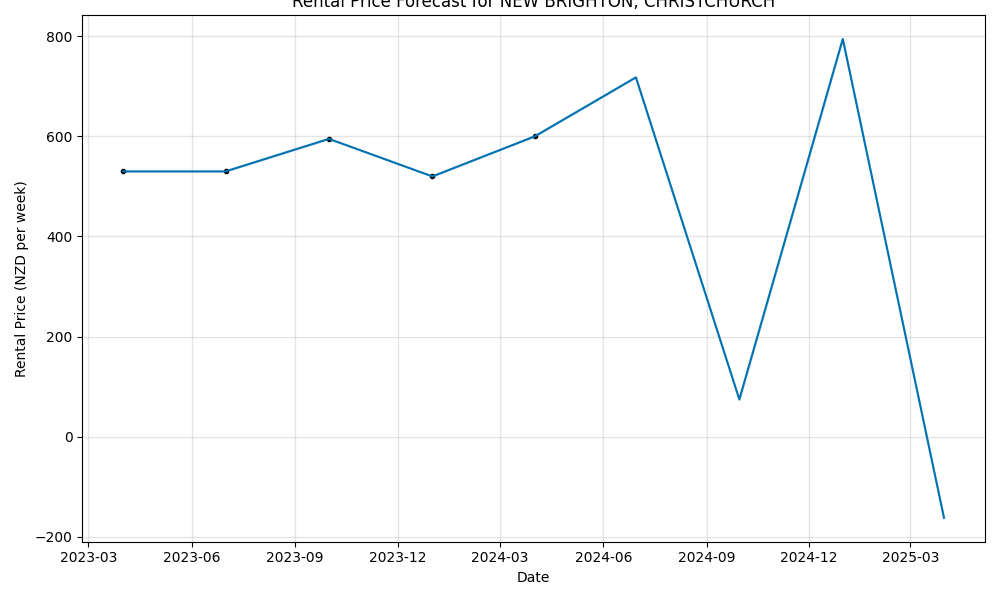 Rental Price Forecast for NEW BRIGHTON, CHRISTCHURCH
800
600
400
200
0
−200
Rental Price (NZD per week)
2023-03 2023-06 2023-09 2023-12 2024-03 2024-06 2024-09 2024-12 2025-03
Date